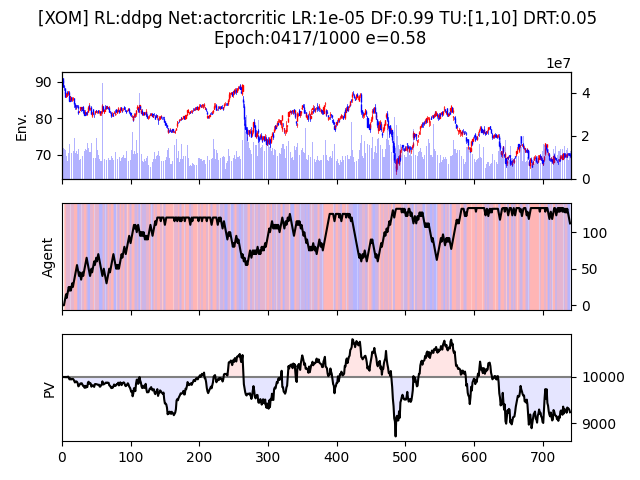 [XOM] RL:ddpg Net:actorcritic LR:1e-05 DF:0.99 TU:[1,10] DRT:0.05
Epoch:0417/1000 e=0.58
1e7
90
80
70
Env.
4
2
0
Agent
100
50
0
PV
10000
9000
0 100 200 300 400 500 600 700